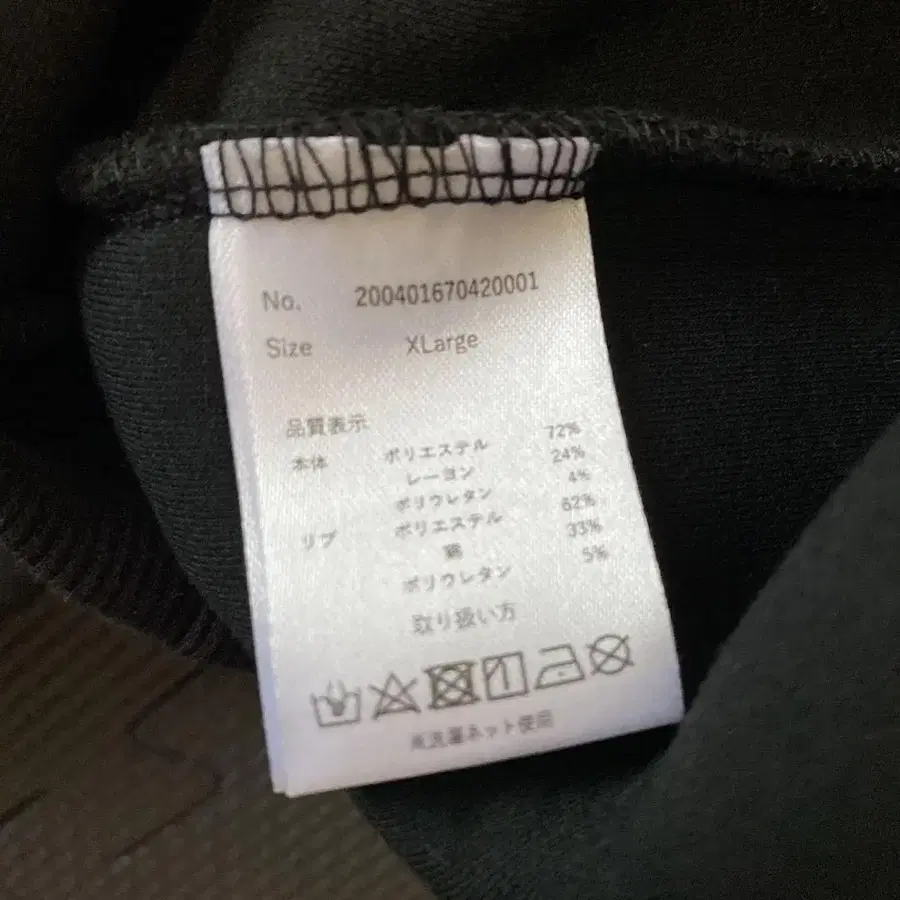 No. 200401670420001
Size XLarge
品質表示
本体 ポリエステル 72%
レーヨン 24%
ポリウレタン 4%
リブ ポリエステル 62%
綿 33%
ポリウレタン 5%
取り扱い方
※洗濯ネット使用